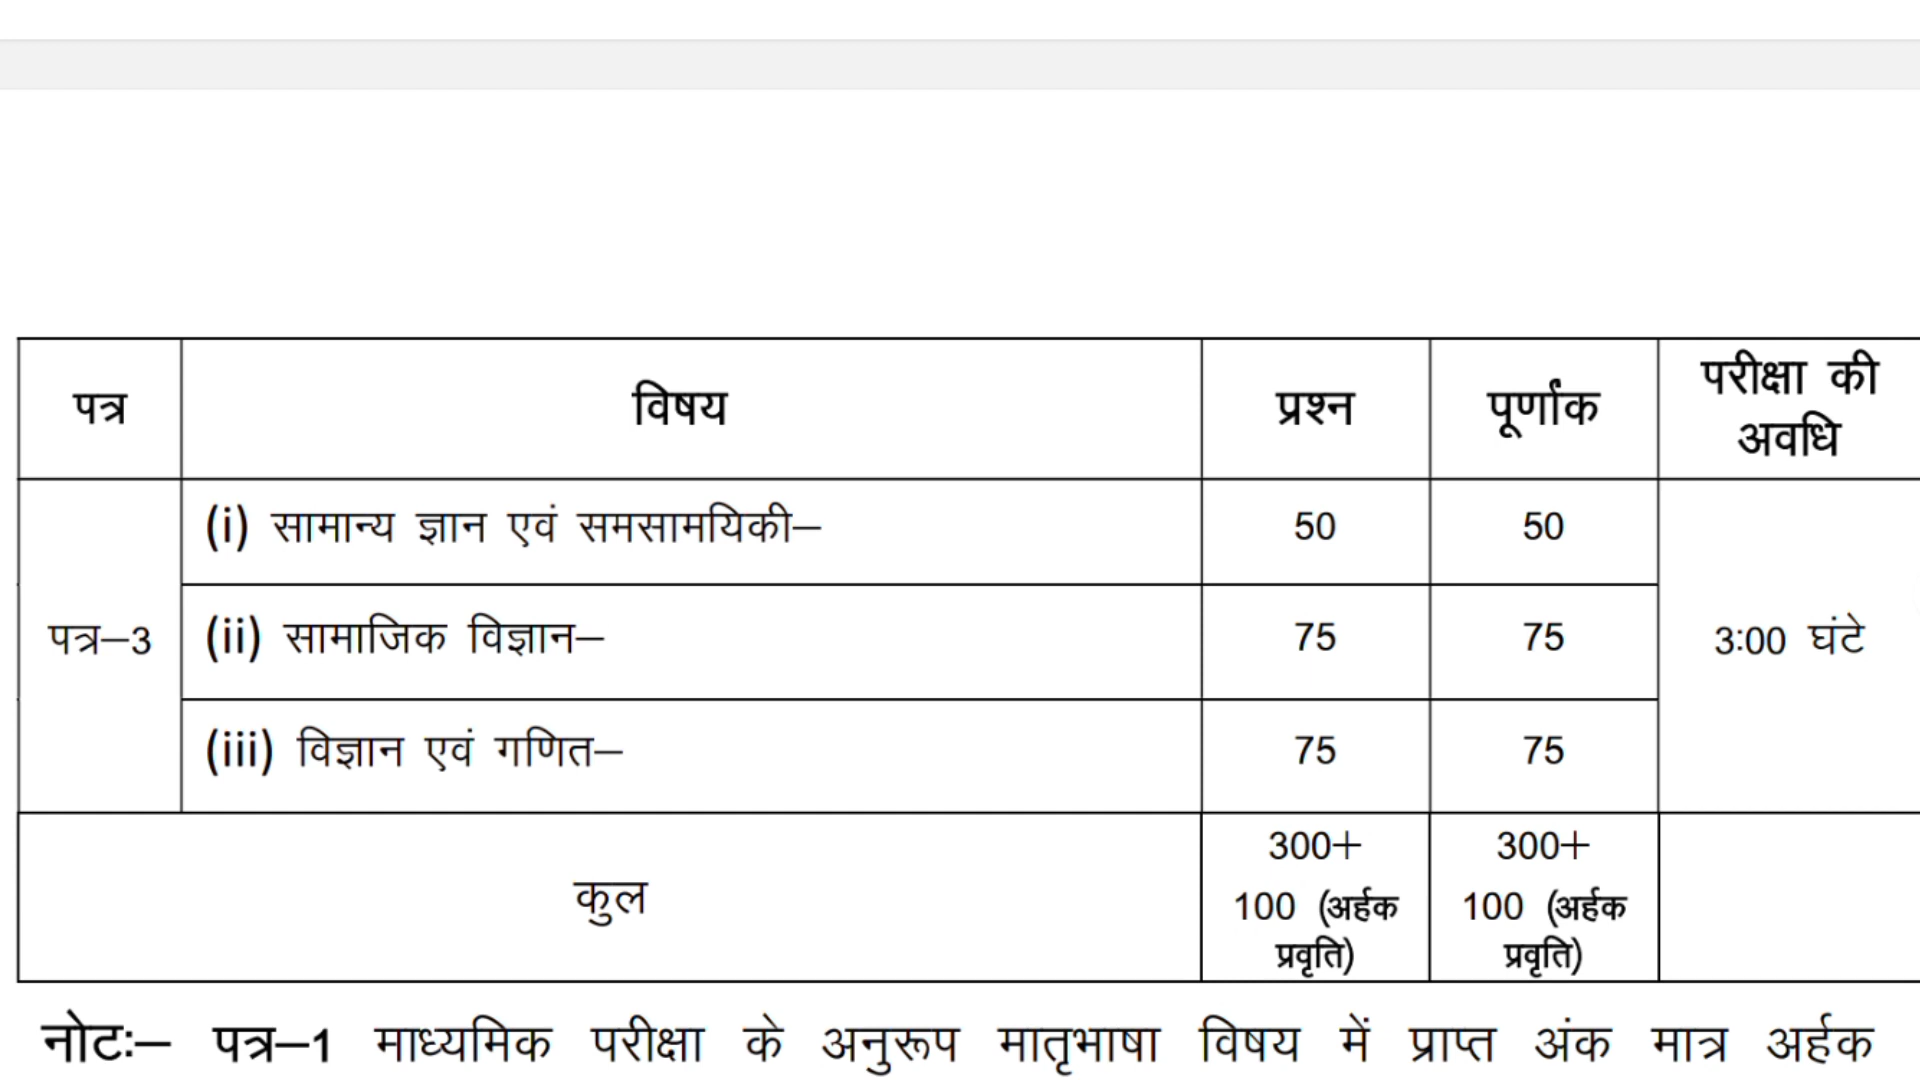 पत्र विषय प्रश्न पूर्णांक परीक्षा की अवधि
(i) सामान्य ज्ञान एवं समसामयिकी– 50 50
पत्र–3 (ii) सामाजिक विज्ञान– 75 75 3:00 घंटे
(iii) विज्ञान एवं गणित– 75 75
कुल 300+ 100 (अर्हक प्रवृति) 300+ 100 (अर्हक प्रवृति)
नोटः– पत्र–1 माध्यमिक परीक्षा के अनुरूप मातृभाषा विषय में प्राप्त अंक मात्र अर्हक